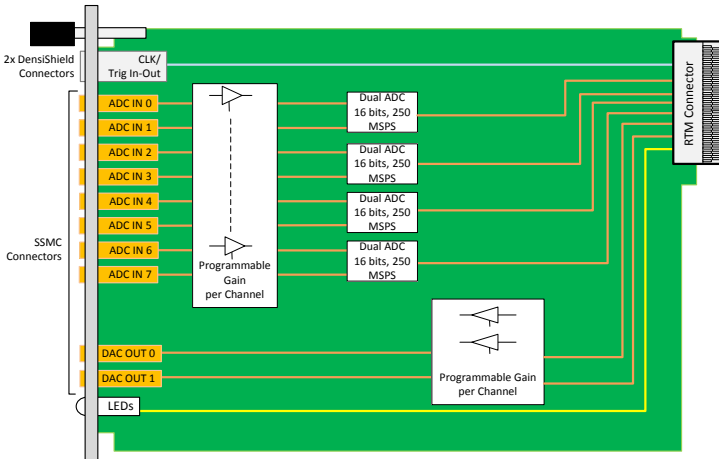 2x DensiShield
Connectors
CLK/
Trig In-Out
RTM Connector
ADC IN 0
ADC IN 1
ADC IN 2
ADC IN 3
ADC IN 4
ADC IN 5
ADC IN 6
ADC IN 7
SSMC
Connectors
Programmable
Gain
per Channel
Dual ADC
16 bits, 250
MSPS
Dual ADC
16 bits, 250
MSPS
Dual ADC
16 bits, 250
MSPS
Dual ADC
16 bits, 250
MSPS
DAC OUT 0
DAC OUT 1
Programmable Gain
per Channel
LEDs